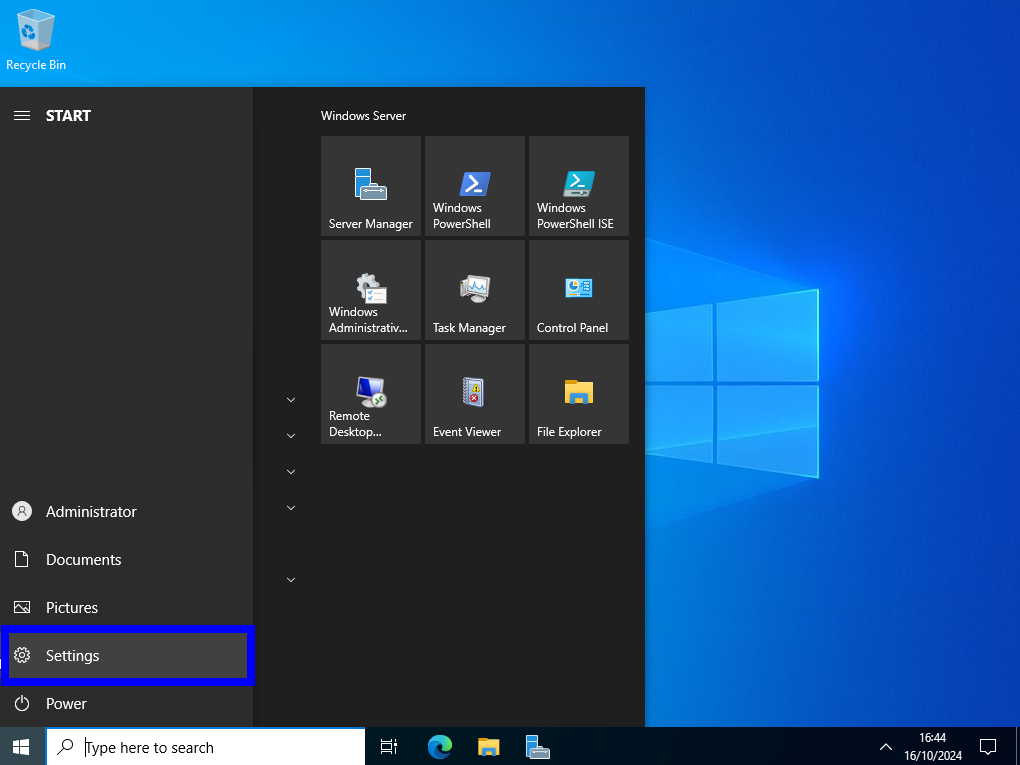 Recycle Bin
START
Windows Server
Server Manager
Windows
PowerShell
Windows
PowerShell ISE
Windows
Administrativ...
Task Manager
Control Panel
Remote
Desktop...
Event Viewer
File Explorer
Administrator
Documents
Pictures
Settings
Power
Type here to search
16:44
16/10/2024